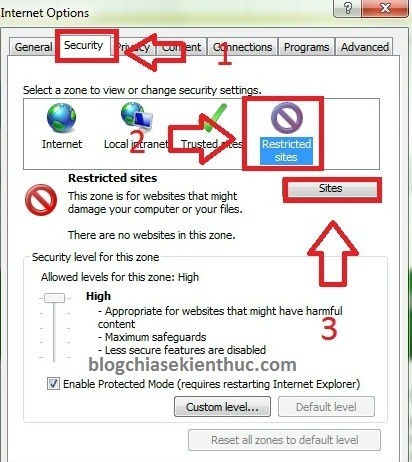 Internet Options
General Security Privacy Content Connections Programs Advanced
1
Select a zone to view or change security settings.
2
Internet Local intranet Trusted sites Restricted sites
Restricted sites
Sites
This zone is for websites that might
damage your computer or your files.
There are no websites in this zone.
3
Security level for this zone
Allowed levels for this zone: High
High
- Appropriate for websites that might have harmful
content
- Maximum safeguards
- Less secure features are disabled
blogchiasekienthuc.com
Enable Protected Mode (requires restarting Internet Explorer)
Custom level... Default level
Reset all zones to default level